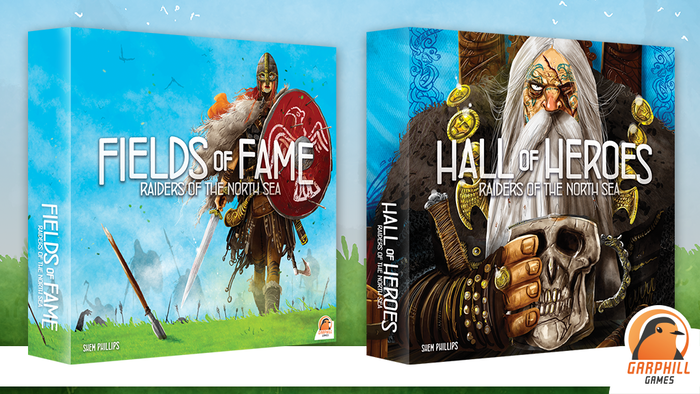 FIELDS OF FAME
RAIDERS OF THE NORTH SEA
FIELDS OF FAME
RAIDERS OF THE NORTH SEA
SHEM PHILLIPS
HALL OF HEROES
RAIDERS OF THE NORTH SEA
HALL OF HEROES
RAIDERS OF THE NORTH SEA
SHEM PHILLIPS
GARPHILL
GAMES